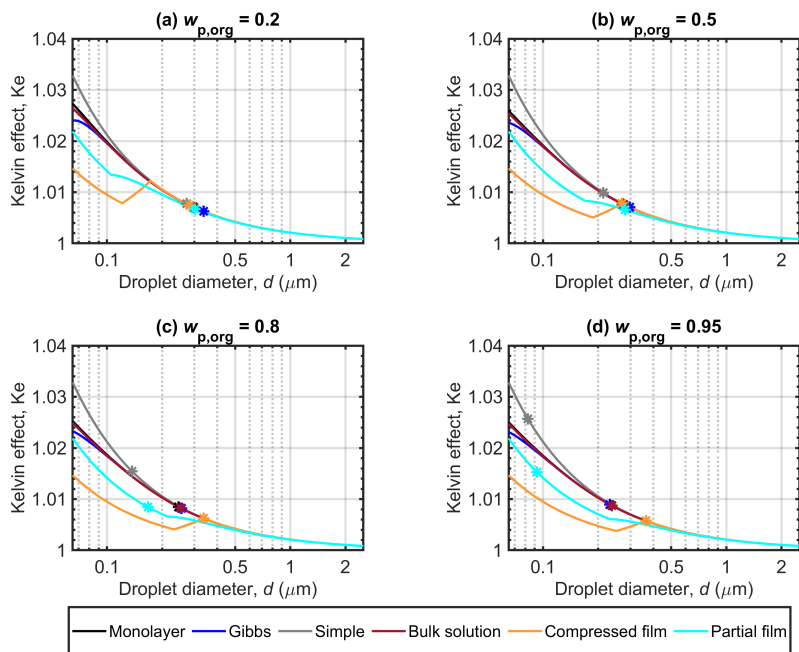 (a) w_p,org = 0.2
1.04
1.03
1.02
1.01
1
Kelvin effect, Ke
0.1 0.5 1 2
Droplet diameter, d (μm)
(b) w_p,org = 0.5
1.04
1.03
1.02
1.01
1
Kelvin effect, Ke
0.1 0.5 1 2
Droplet diameter, d (μm)
(c) w_p,org = 0.8
1.04
1.03
1.02
1.01
1
Kelvin effect, Ke
0.1 0.5 1 2
Droplet diameter, d (μm)
(d) w_p,org = 0.95
1.04
1.03
1.02
1.01
1
Kelvin effect, Ke
0.1 0.5 1 2
Droplet diameter, d (μm)
Monolayer Gibbs Simple Bulk solution Compressed film Partial film